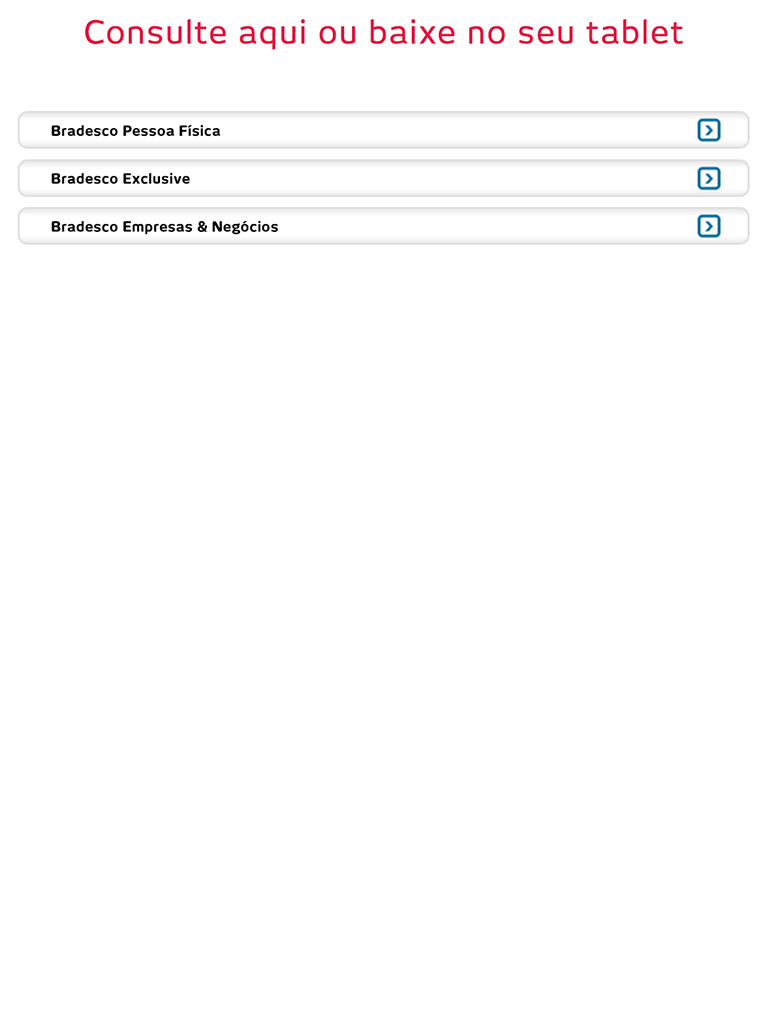 Consulte aqui ou baixe no seu tablet
Bradesco Pessoa Física
Bradesco Exclusive
Bradesco Empresas & Negócios